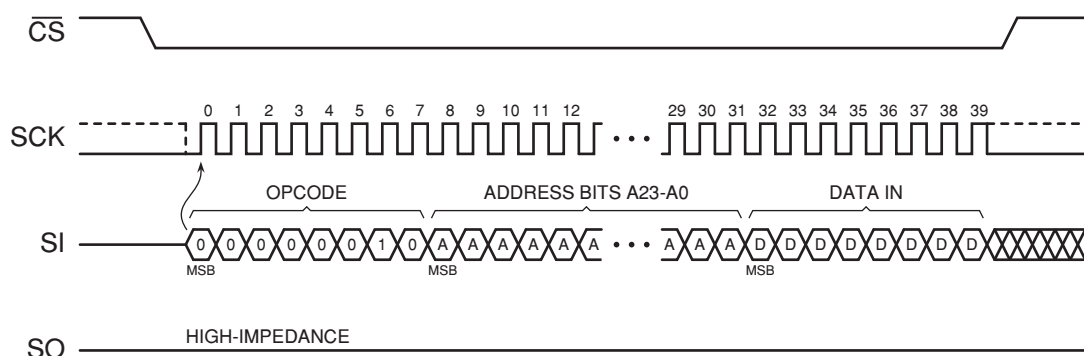 CS
0 1 2 3 4 5 6 7 8 9 10 11 12 29 30 31 32 33 34 35 36 37 38 39
SCK
OPCODE ADDRESS BITS A23-A0 DATA IN
SI 0 0 0 0 0 0 1 0 A A A A A A A A A D D D D D D D D
MSB MSB MSB
HIGH-IMPEDANCE
SO